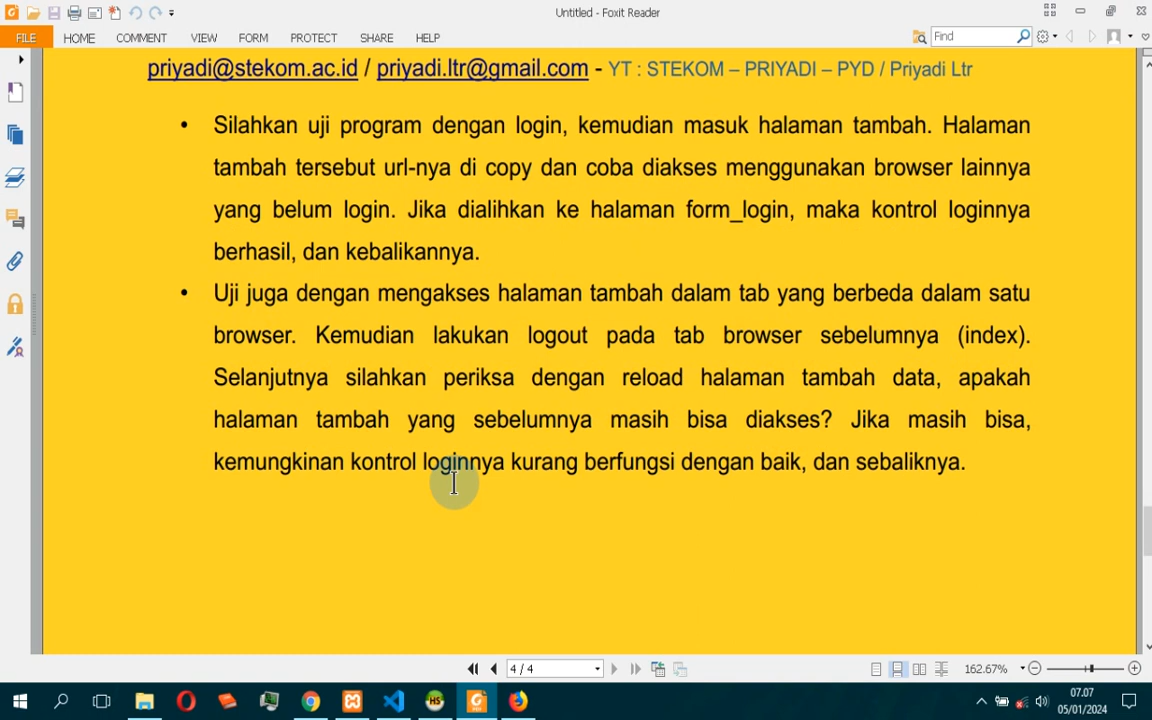 Untitled - Foxit Reader
FILE HOME COMMENT VIEW FORM PROTECT SHARE HELP Find
priyadi@stekom.ac.id / priyadi.ltr@gmail.com - YT : STEKOM – PRIYADI – PYD / Priyadi Ltr
• Silahkan uji program dengan login, kemudian masuk halaman tambah. Halaman
tambah tersebut url-nya di copy dan coba diakses menggunakan browser lainnya
yang belum login. Jika dialihkan ke halaman form_login, maka kontrol loginnya
berhasil, dan kebalikannya.
• Uji juga dengan mengakses halaman tambah dalam tab yang berbeda dalam satu
browser. Kemudian lakukan logout pada tab browser sebelumnya (index).
Selanjutnya silahkan periksa dengan reload halaman tambah data, apakah
halaman tambah yang sebelumnya masih bisa diakses? Jika masih bisa,
kemungkinan kontrol loginnya kurang berfungsi dengan baik, dan sebaliknya.
4 / 4 162.67%
07.07
05/01/2024